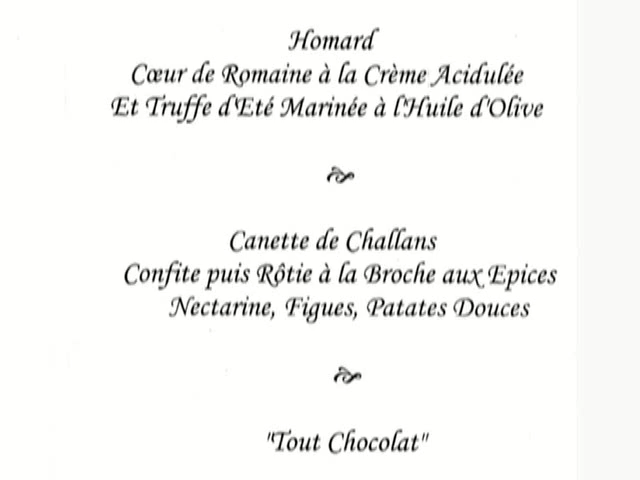 Homard
Cœur de Romaine à la Crème Acidulée
Et Truffe d'Eté Marinée à l'Huile d'Olive
Canette de Challans
Confite puis Rôtie à la Broche aux Epices
Nectarine, Figues, Patates Douces
"Tout Chocolat"